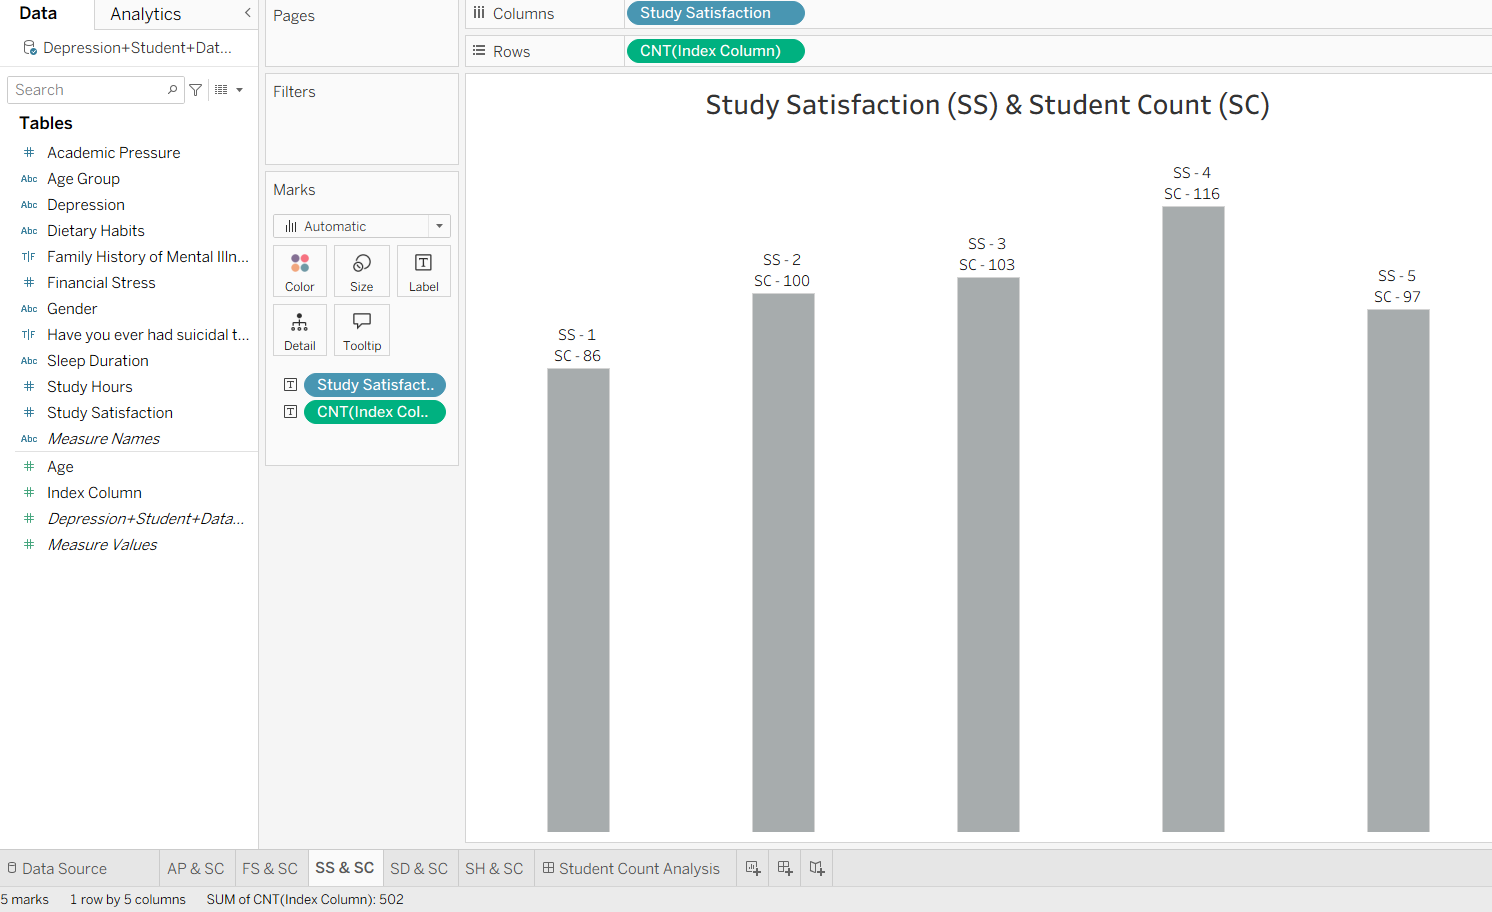 Data
Analytics
Depression+Student+Dat...
Search
Tables
Academic Pressure
Abc Age Group
Abc Depression
Abc Dietary Habits
T|F Family History of Mental Illn...
Financial Stress
Abc Gender
T|F Have you ever had suicidal t...
Abc Sleep Duration
Study Hours
Study Satisfaction
Abc Measure Names
Age
Index Column
Depression+Student+Data...
Measure Values
Pages
Filters
Marks
Automatic
Color Size Label
Detail Tooltip
Study Satisfact..
CNT(Index Col..
Columns Study Satisfaction
Rows CNT(Index Column)
Study Satisfaction (SS) & Student Count (SC)
SS - 1
SC - 86
SS - 2
SC - 100
SS - 3
SC - 103
SS - 4
SC - 116
SS - 5
SC - 97
Data Source AP & SC FS & SC SS & SC SD & SC SH & SC Student Count Analysis
5 marks 1 row by 5 columns SUM of CNT(Index Column): 502